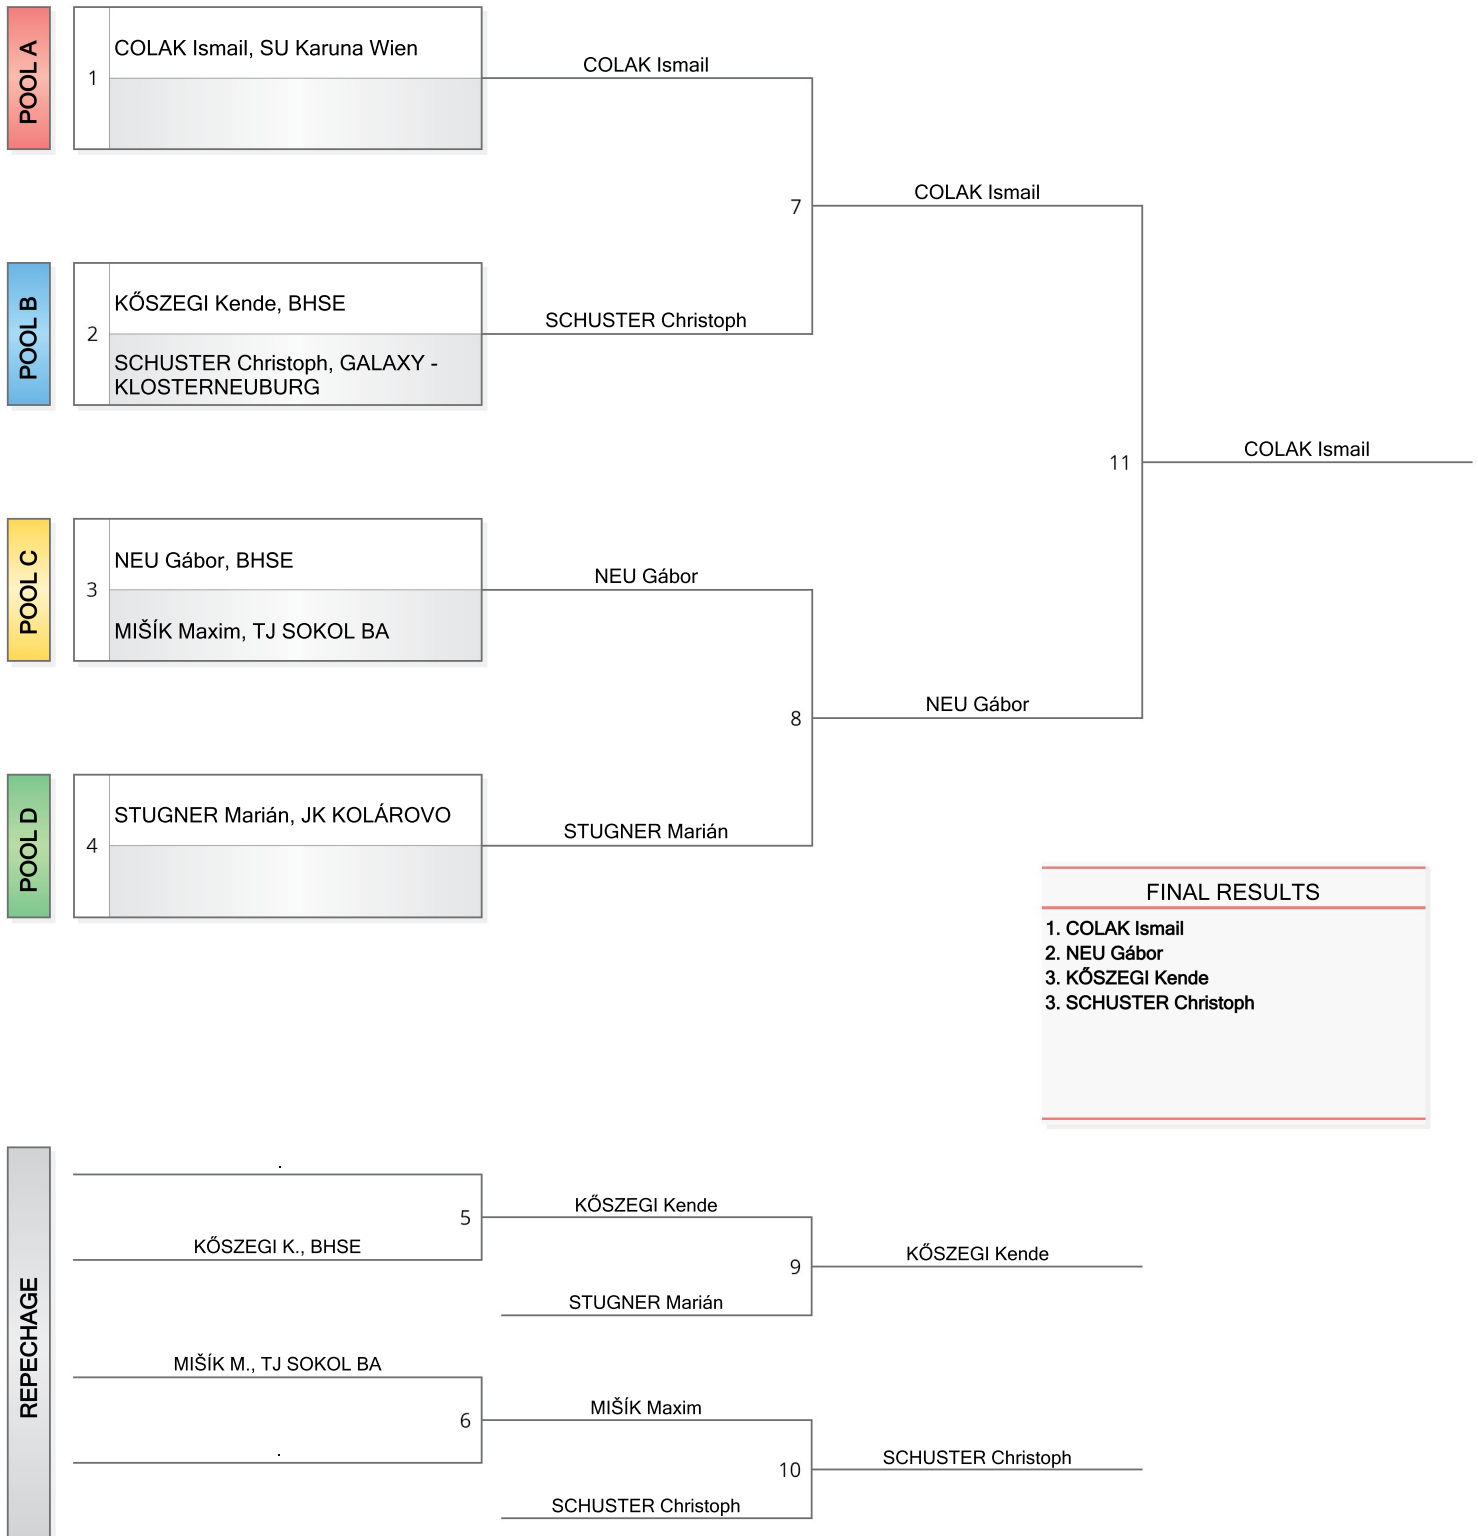 POOL A
1
COLAK Ismail, SU Karuna Wien
COLAK Ismail
7
COLAK Ismail
POOL B
2
KŐSZEGI Kende, BHSE
SCHUSTER Christoph, GALAXY -
KLOSTERNEUBURG
SCHUSTER Christoph
11
COLAK Ismail
POOL C
3
NEU Gábor, BHSE
MIŠÍK Maxim, TJ SOKOL BA
NEU Gábor
8
NEU Gábor
POOL D
4
STUGNER Marián, JK KOLÁROVO
STUGNER Marián
FINAL RESULTS
1. COLAK Ismail
2. NEU Gábor
3. KŐSZEGI Kende
3. SCHUSTER Christoph
REPECHAGE
.
5
KŐSZEGI K., BHSE
KŐSZEGI Kende
9
KŐSZEGI Kende
STUGNER Marián
MIŠÍK M., TJ SOKOL BA
6
.
MIŠÍK Maxim
10
SCHUSTER Christoph
SCHUSTER Christoph